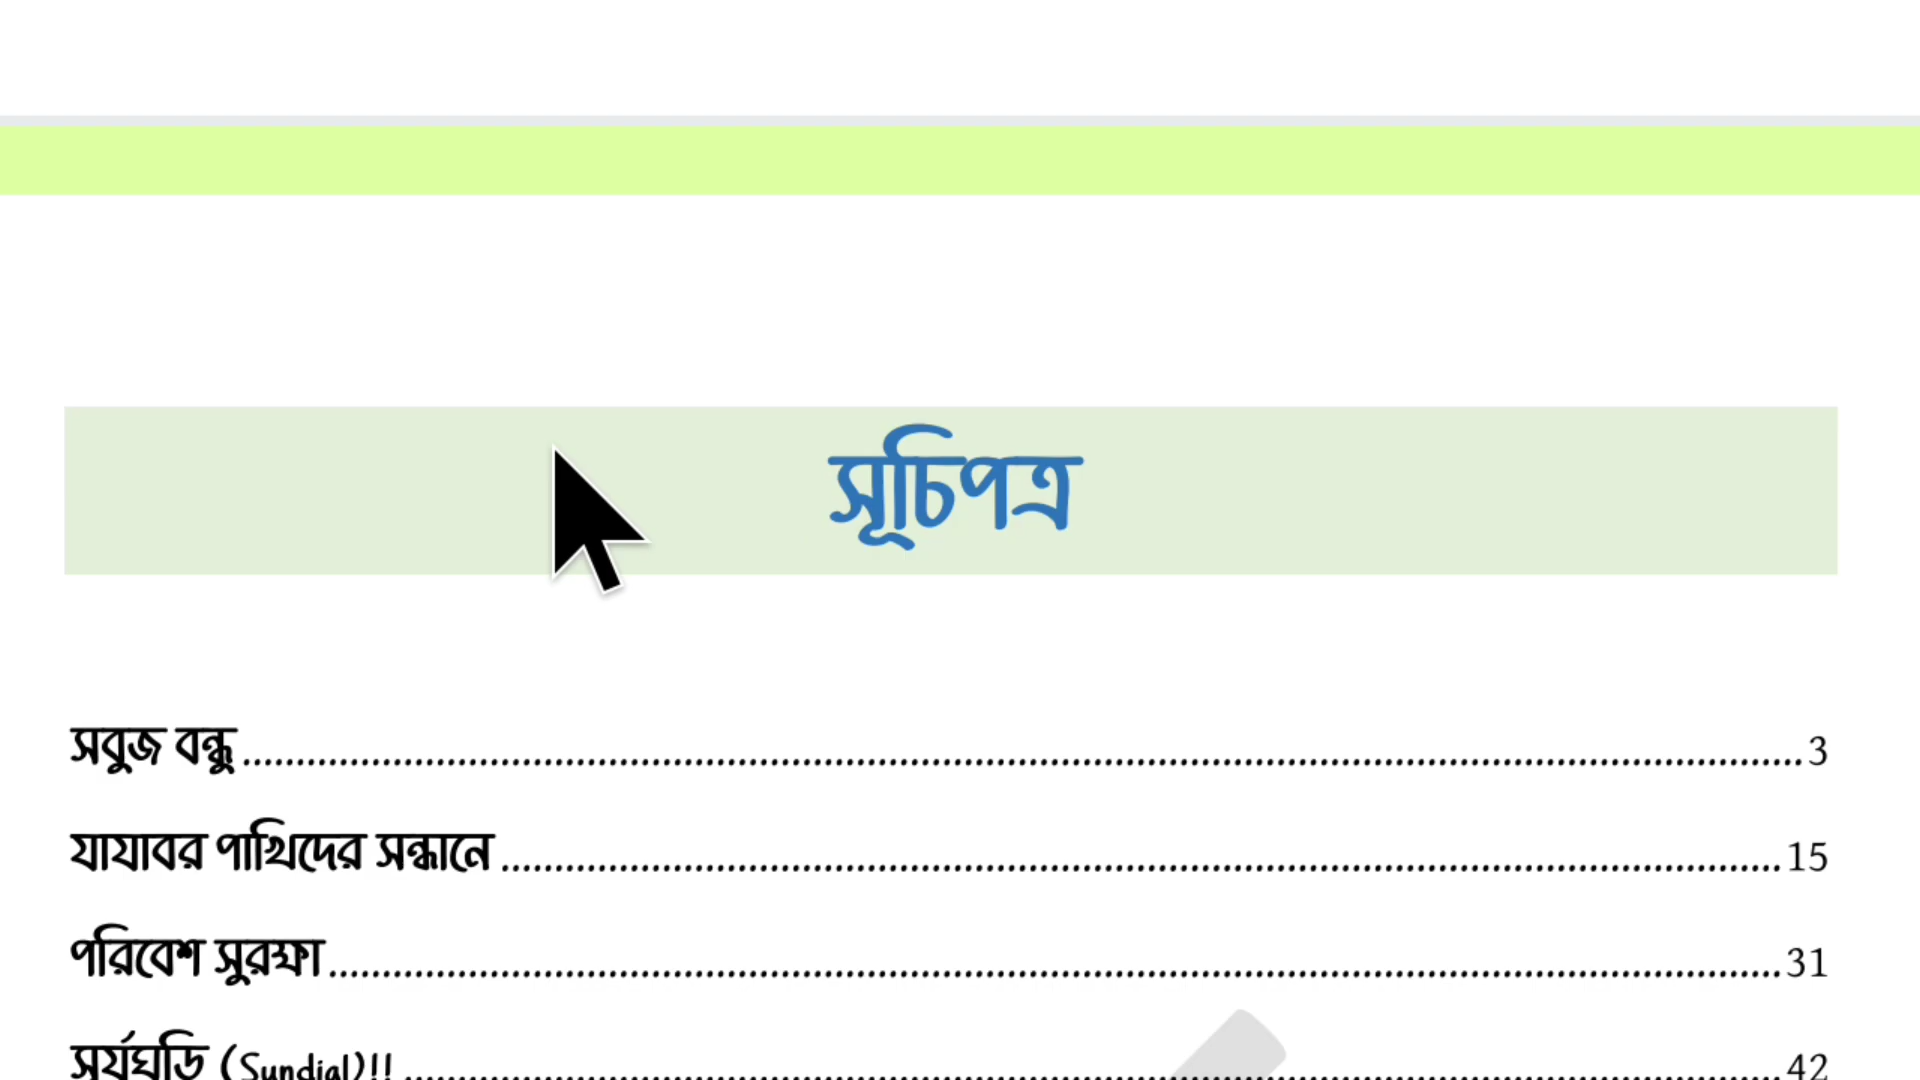 সূচিপত্র
সবুজ বন্ধু 3
যাযাবর পাখিদের সন্ধানে 15
পরিবেশ সুরক্ষা 31
সূর্যঘড়ি (Sundial)!! 42